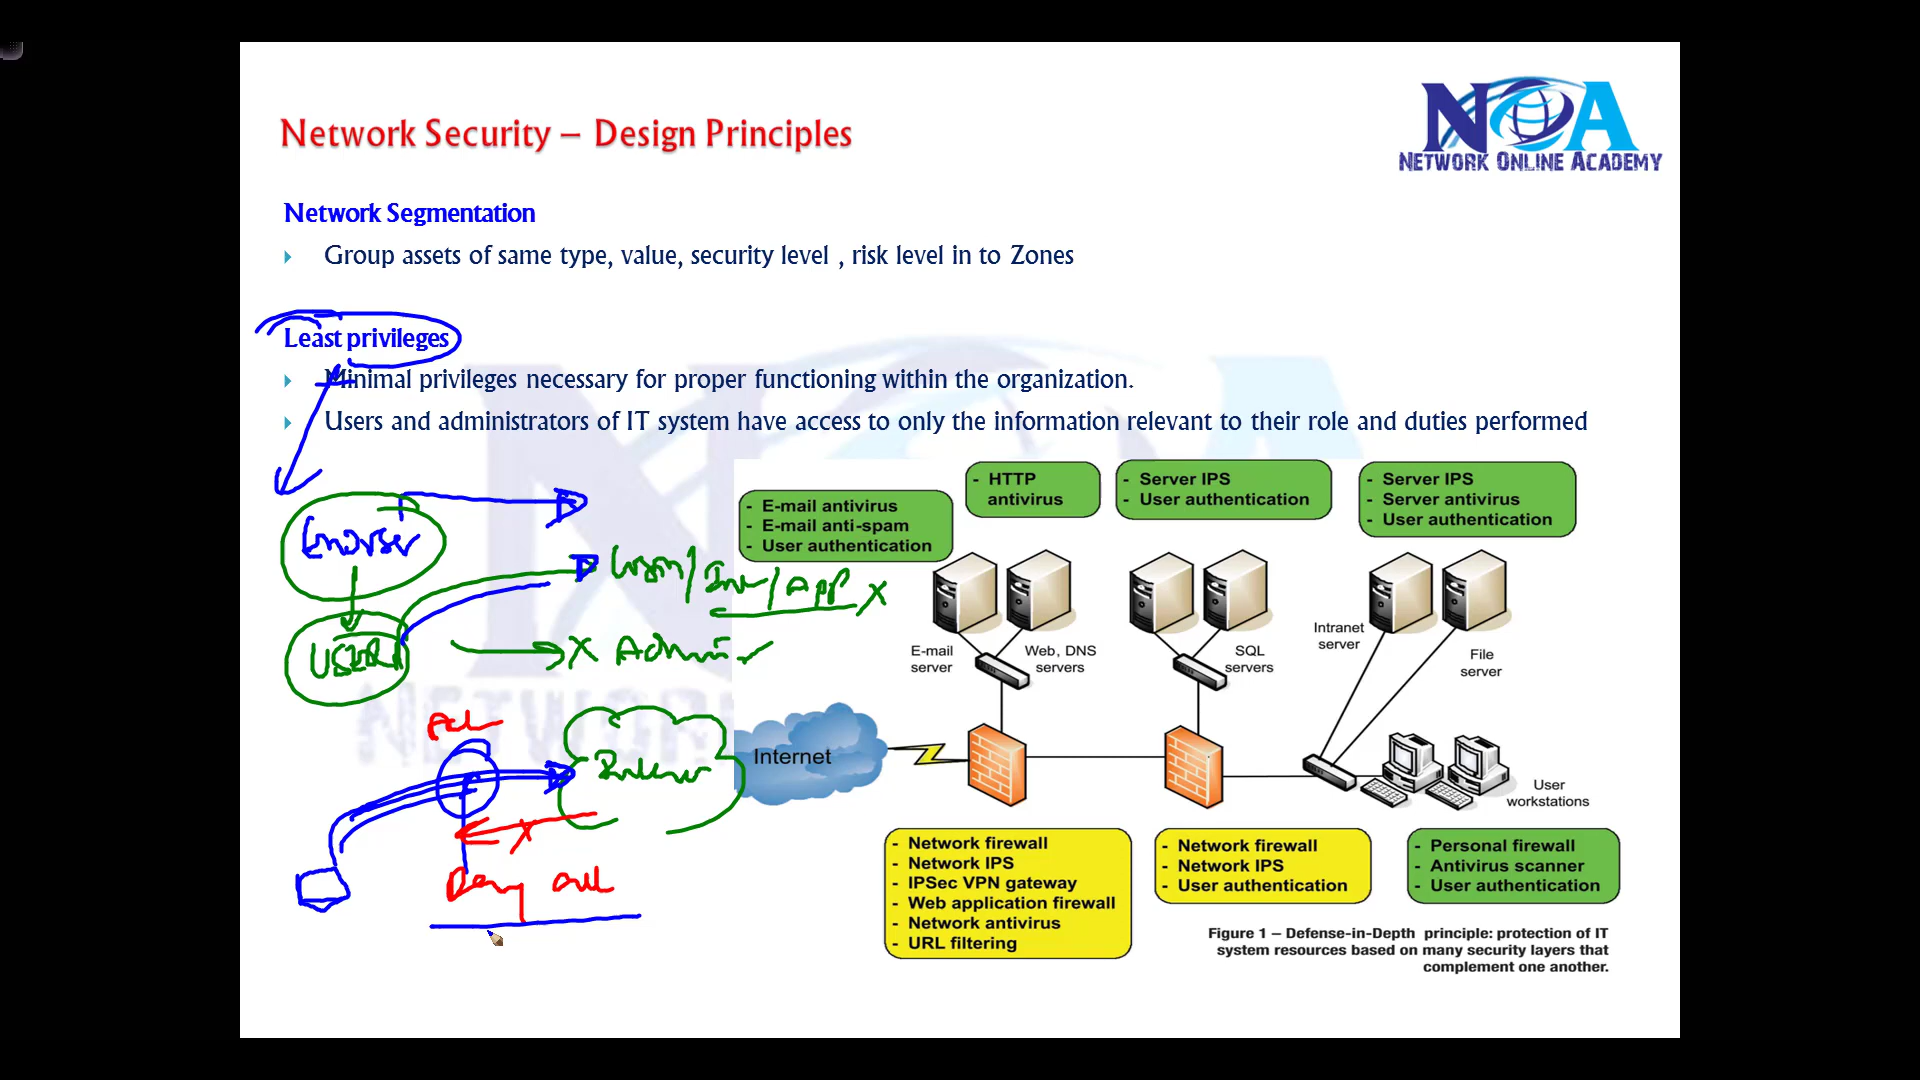 NOA
NETWORK ONLINE ACADEMY
Network Security – Design Principles
Network Segmentation
Group assets of same type, value, security level , risk level in to Zones
Least privileges
Minimal privileges necessary for proper functioning within the organization.
Users and administrators of IT system have access to only the information relevant to their role and duties performed
- E-mail antivirus
- E-mail anti-spam
- User authentication
- HTTP
antivirus
- Server IPS
- User authentication
- Server IPS
- Server antivirus
- User authentication
E-mail
server
Web, DNS
servers
SQL
servers
Intranet
server
File
server
USER
Admin
Internet
User
workstations
Deny all
- Network firewall
- Network IPS
- IPSec VPN gateway
- Web application firewall
- Network antivirus
- URL filtering
- Network firewall
- Network IPS
- User authentication
- Personal firewall
- Antivirus scanner
- User authentication
Figure 1 – Defense-in-Depth principle: protection of IT
system resources based on many security layers that
complement one another.